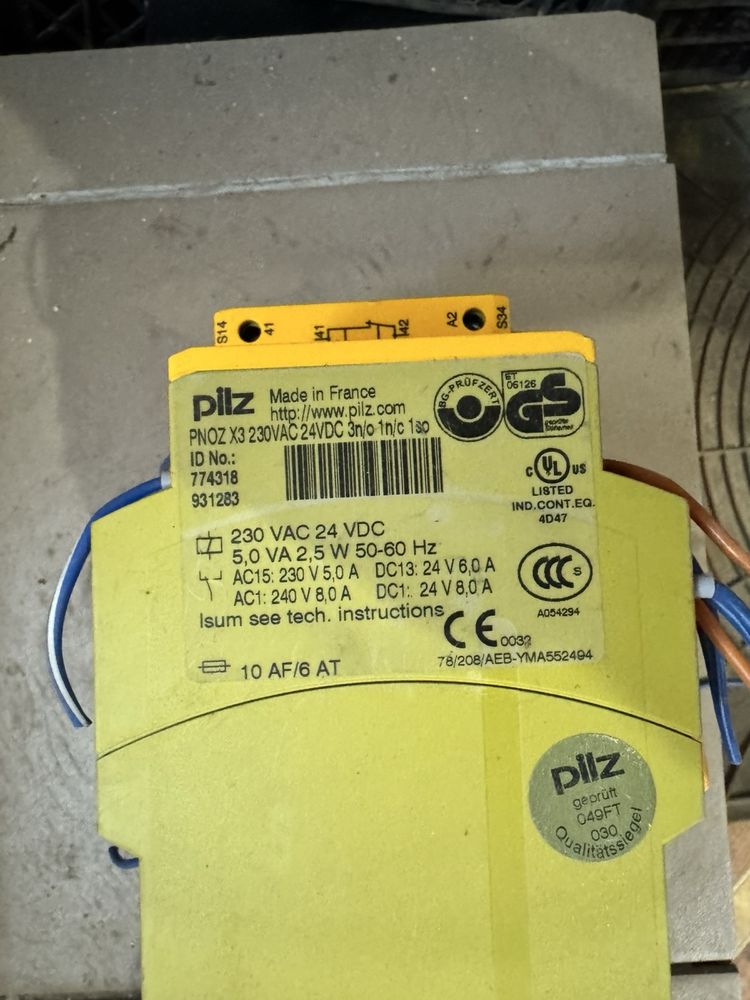 S14
41
41
42
A2
S34
pilz
Made in France
http://www.pilz.com
PNOZ X3 230VAC 24VDC 3n/o 1n/c 1so
ID No.:
774318
931283
BG-PRÜFZERT
ET
06126
GS
geprüfte
Sicherheit
C UL US
LISTED
IND.CONT.EQ.
4D47
230 VAC 24 VDC
5,0 VA 2,5 W 50-60 Hz
AC15: 230 V 5,0 A DC13: 24 V 6,0 A
AC1: 240 V 8,0 A DC1: 24 V 8,0 A
Isum see tech. instructions
CCC S
A054294
CE 0032
78/208/AEB-YMA552494
10 AF/6 AT
pilz
geprüft
049FT
030
Qualitätssiegel